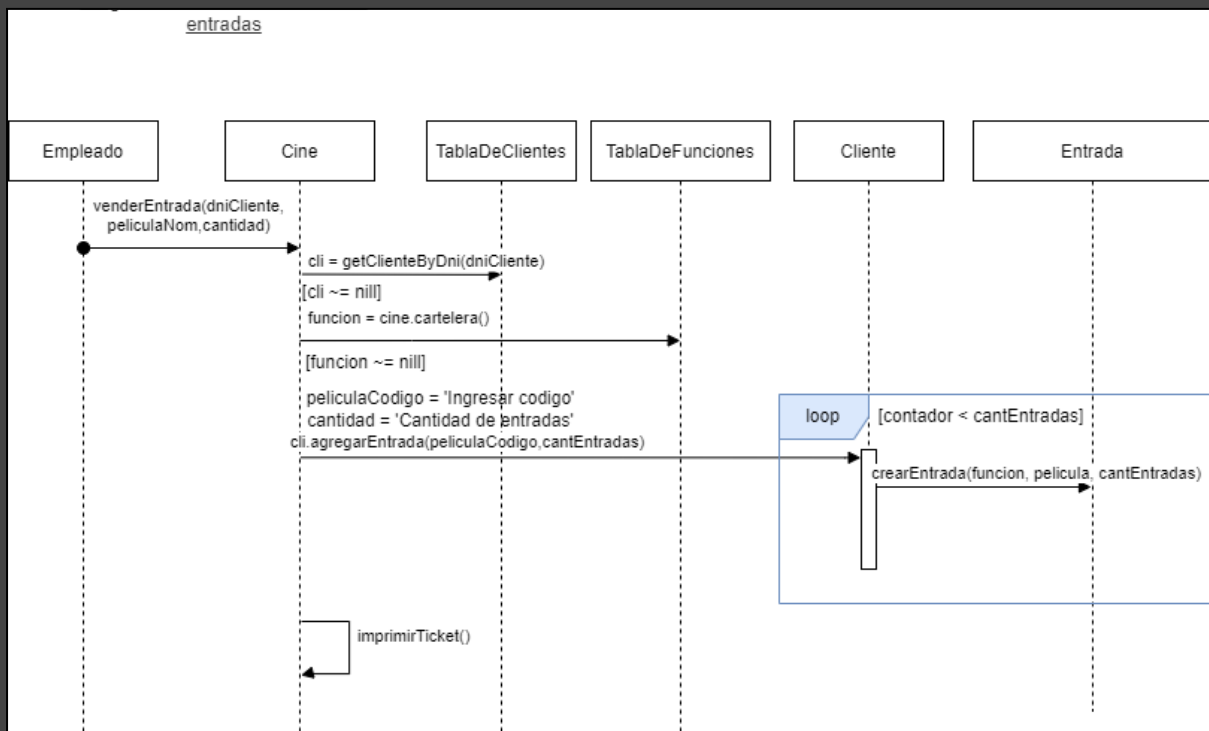 entradas
Empleado
Cine
TablaDeClientes
TablaDeFunciones
Cliente
Entrada
venderEntrada(dniCliente,
peliculaNom,cantidad)
cli = getClienteByDni(dniCliente)
[cli ~= nill]
funcion = cine.cartelera()
[funcion ~= nill]
peliculaCodigo = 'Ingresar codigo'
cantidad = 'Cantidad de entradas'
loop
[contador < cantEntradas]
cli.agregarEntrada(peliculaCodigo,cantEntradas)
crearEntrada(funcion, pelicula, cantEntradas)
imprimirTicket()